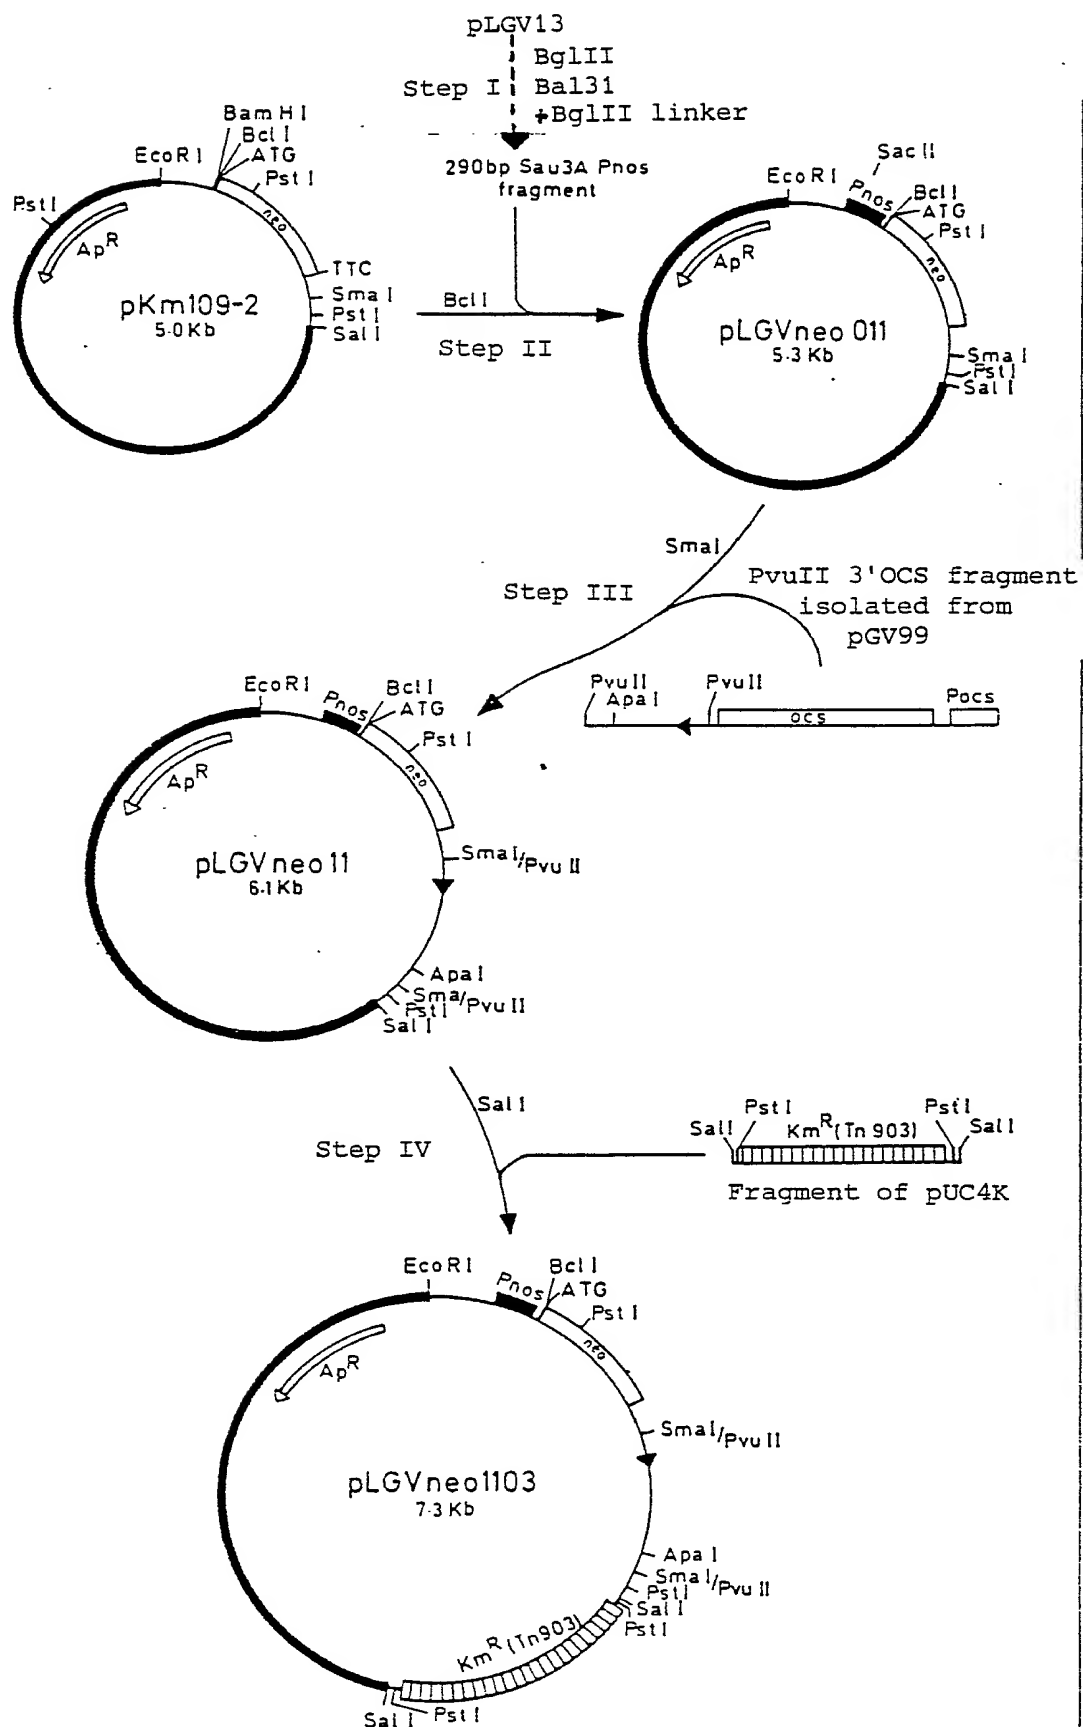 pLGV13
BglII
Step I
Bal31
+BglII linker
290bp Sau3A Pnos
fragment
BamHI
BclI
ATG
EcoRI
PstI
PstI
neo
ApR
TTC
SmaI
PstI
SalI
pKm109-2
5.0Kb
BclI
Step II
SacII
EcoRI
Pnos
BclI
ATG
PstI
neo
ApR
pLGVneo 011
5.3Kb
SmaI
PstI
SalI
SmaI
Step III
PvuII 3'OCS fragment
isolated from
pGV99
PvuII
ApaI
PvuII
ocs
Pocs
EcoRI
Pnos
BclI
ATG
PstI
neo
ApR
pLGVneo11
6.1Kb
SmaI/PvuII
ApaI
Sma/PvuII
PstI
SalI
SalI
Step IV
SalI
PstI
KmR(Tn903)
PstI
SalI
Fragment of pUC4K
EcoRI
Pnos
BclI
ATG
PstI
neo
ApR
pLGVneo1103
7.3Kb
SmaI/PvuII
ApaI
SmaI/PvuII
PstI
SalI
PstI
KmR(Tn903)
PstI
SalI